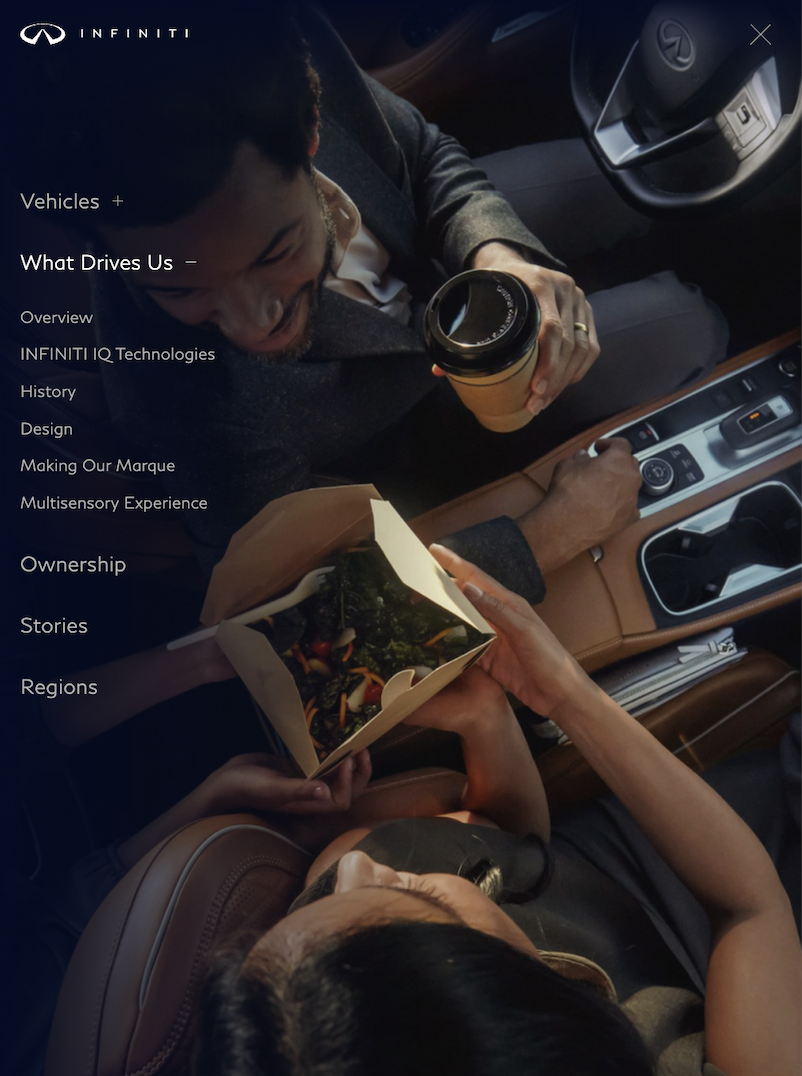 INFINITI
Vehicles +
What Drives Us −
Overview
INFINITI IQ Technologies
History
Design
Making Our Marque
Multisensory Experience
Ownership
Stories
Regions